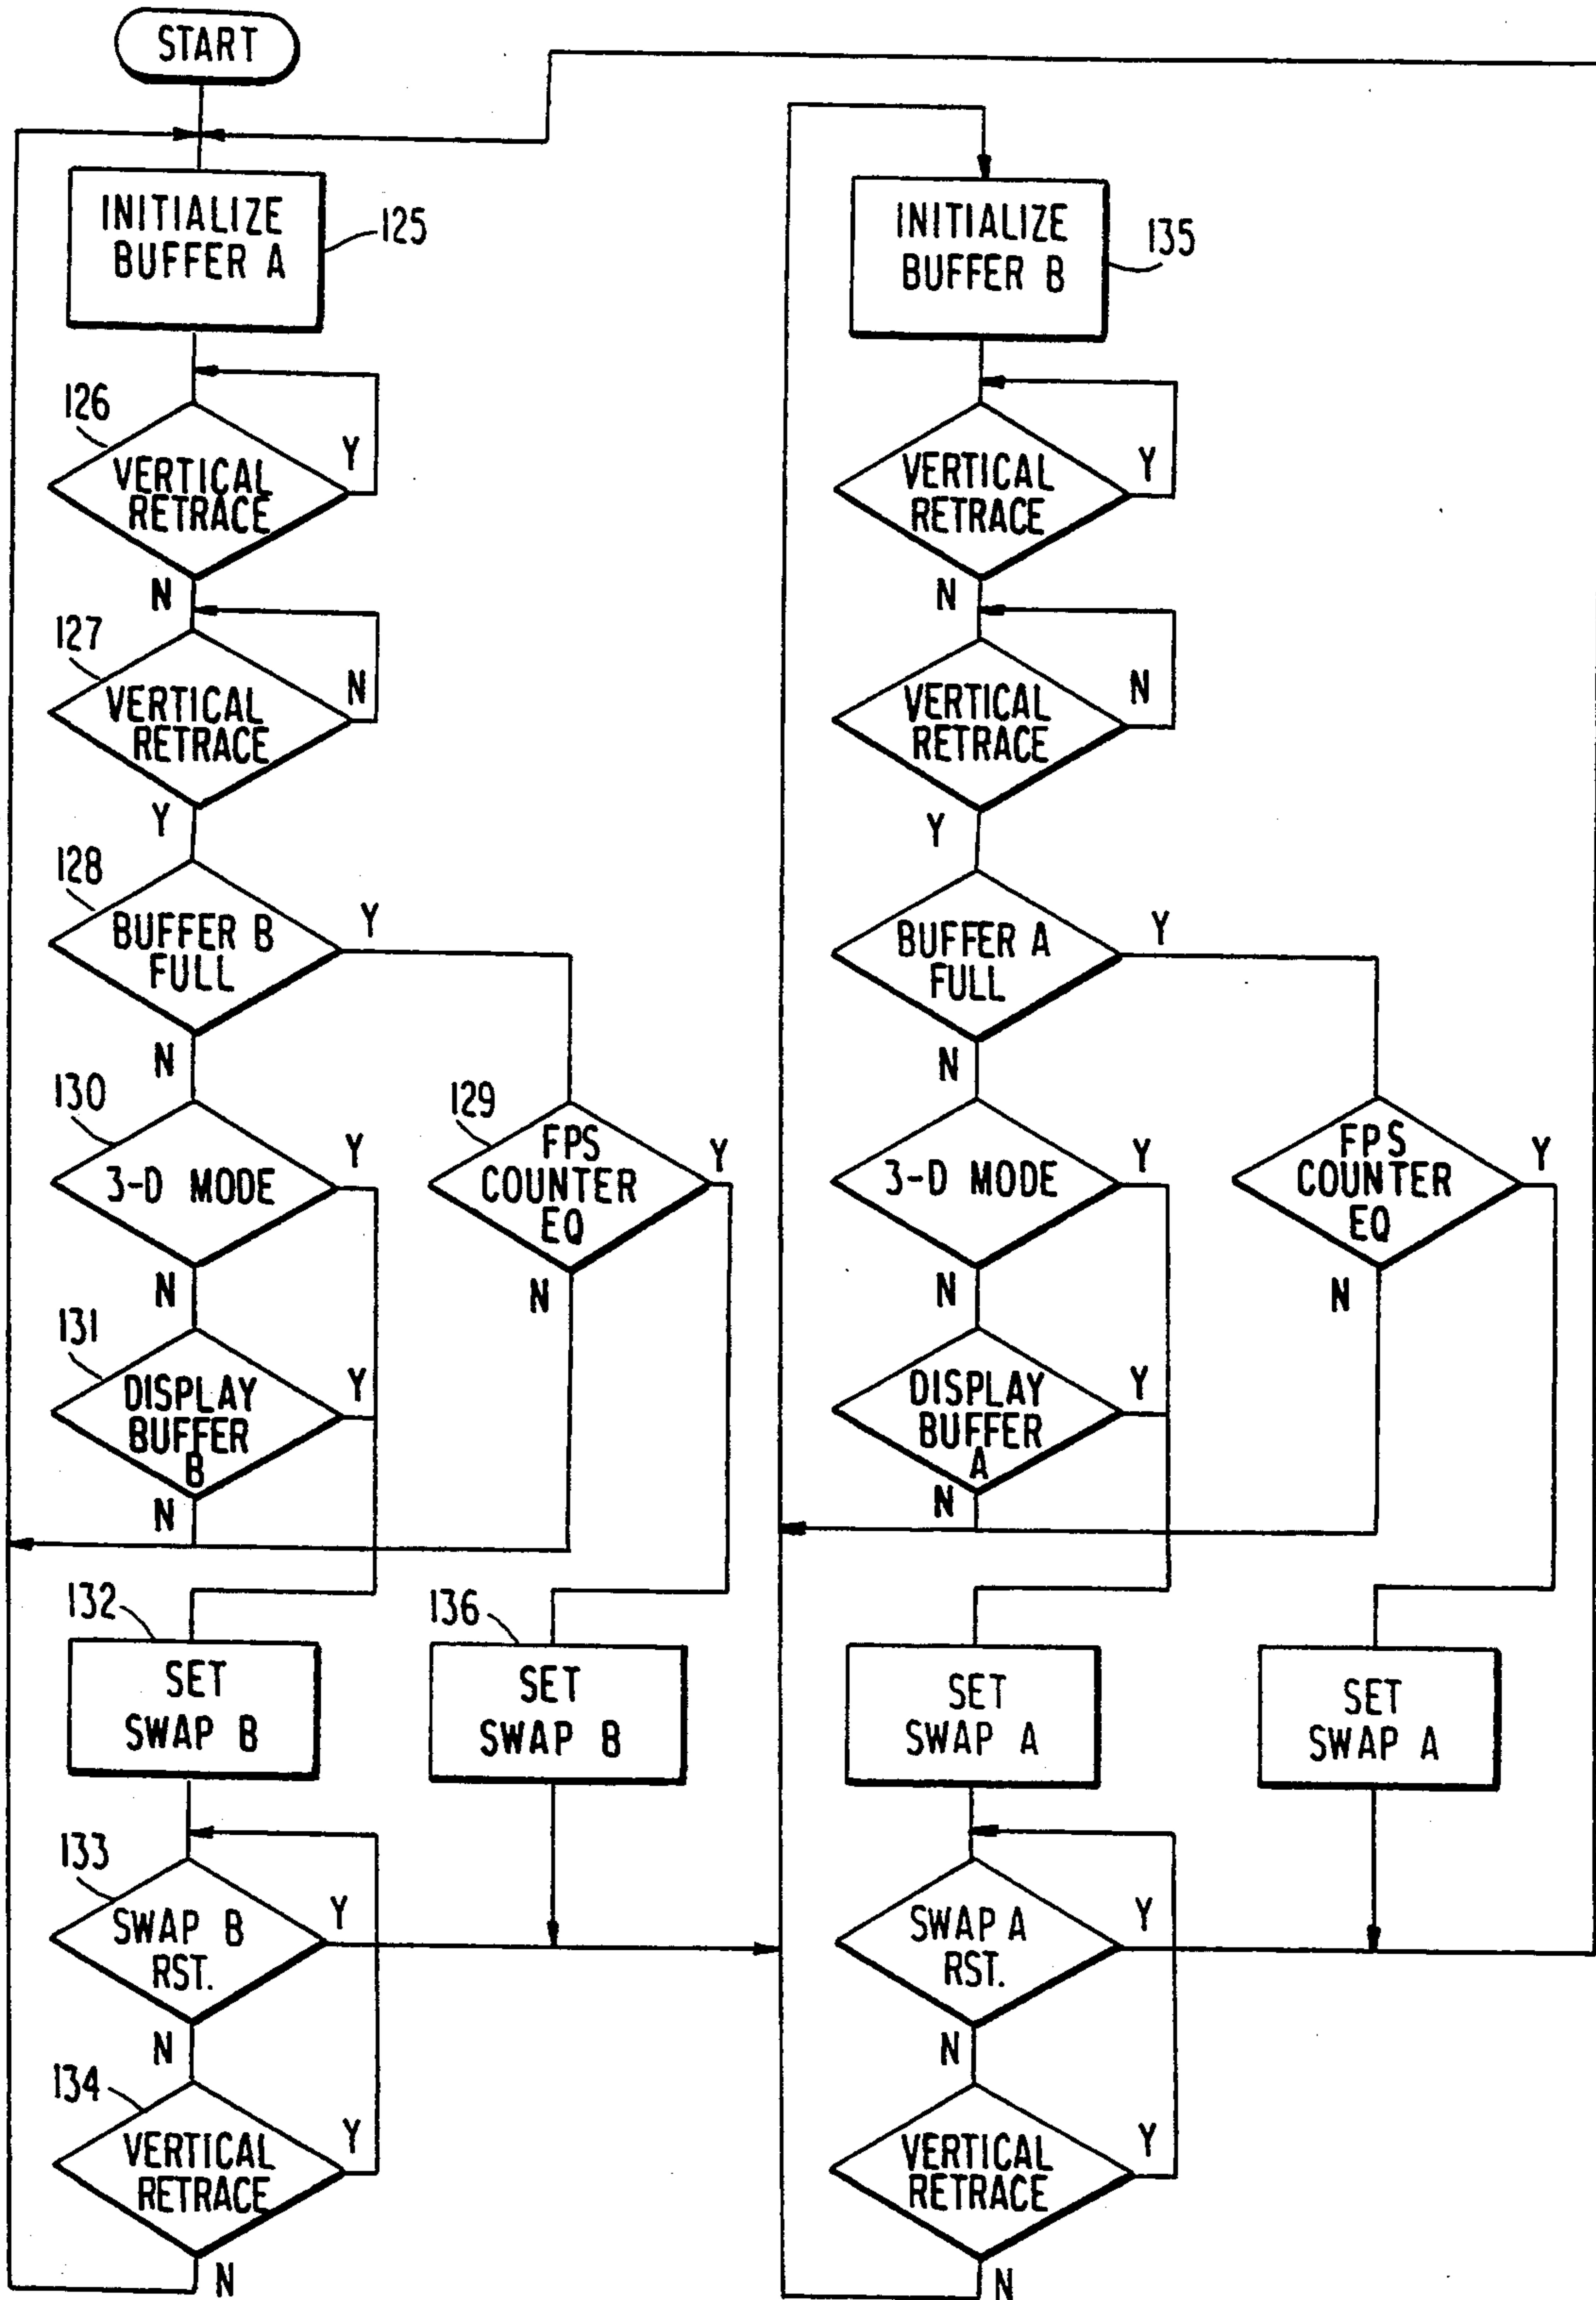 START
INITIALIZE
BUFFER A
125
126
VERTICAL
RETRACE
Y
N
127
VERTICAL
RETRACE
N
Y
128
BUFFER B
FULL
Y
N
130
3-D MODE
Y
N
129
FPS
COUNTER
EQ
Y
N
131
DISPLAY
BUFFER
B
Y
N
132
SET
SWAP B
136
SET
SWAP B
133
SWAP B
RST.
Y
N
134
VERTICAL
RETRACE
Y
N
INITIALIZE
BUFFER B
135
VERTICAL
RETRACE
Y
N
VERTICAL
RETRACE
N
Y
BUFFER A
FULL
Y
N
3-D MODE
Y
N
FPS
COUNTER
EQ
Y
N
DISPLAY
BUFFER
A
Y
N
SET
SWAP A
SET
SWAP A
SWAP A
RST.
Y
N
VERTICAL
RETRACE
Y
N